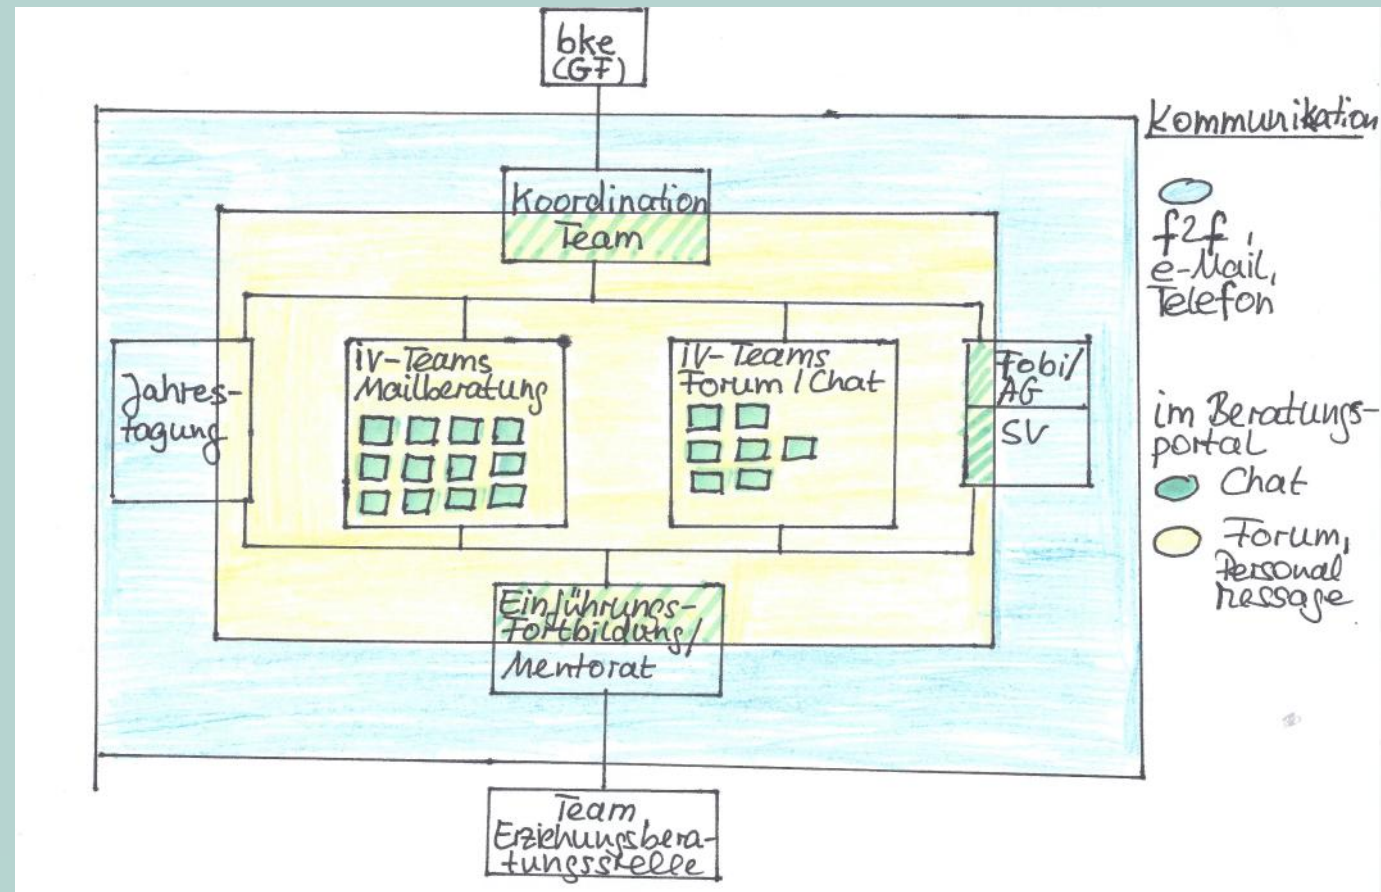 bke
(GF)
Kommunikation
f2f,
e-Mail,
Telefon
im Beratungs-
portal
Chat
Forum,
Personal
Message
Koordination
Team
Jahres-
tagung
iV-Teams
Mailberatung
iV-Teams
Forum / Chat
Fobi/
AG
SV
Einführungs-
Fortbildung/
Mentorat
Team
Erziehungsbera-
tungsstelle